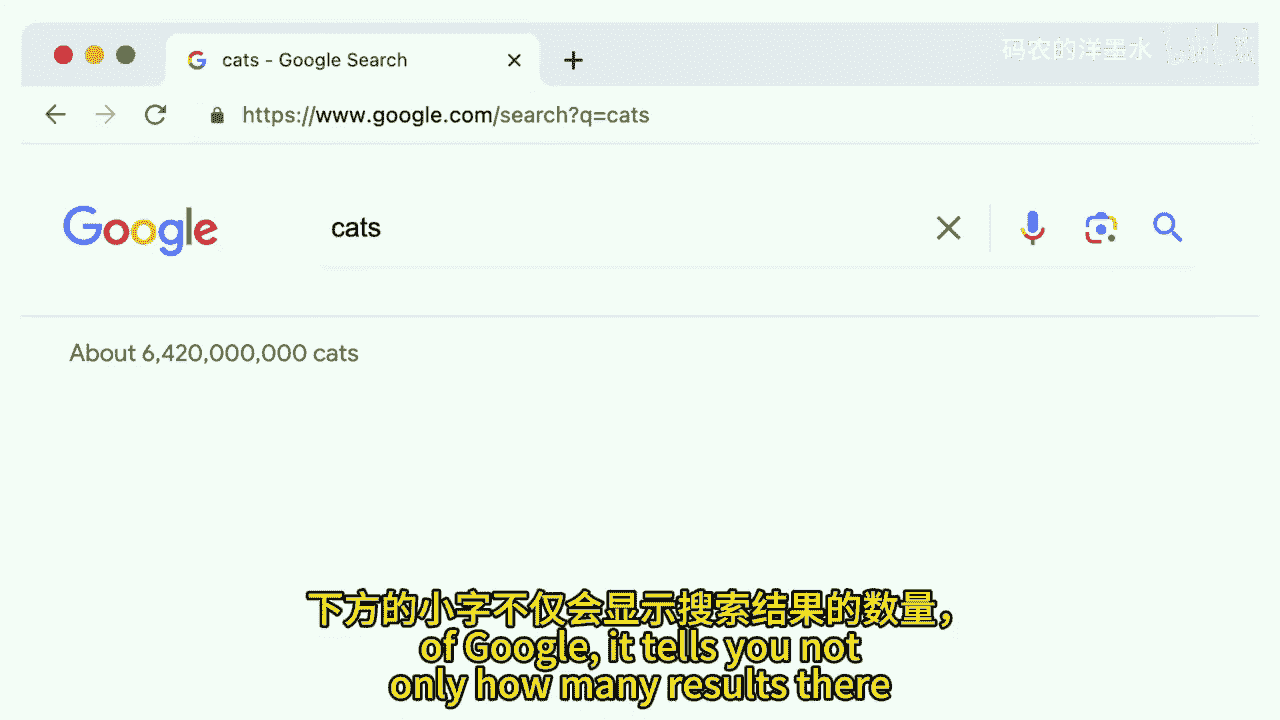 码农的洋墨水
cats - Google Search
https://www.google.com/search?q=cats
Google
cats
About 6,420,000,000 cats
下方的小字不仅会显示搜索结果的数量，
of Google, it tells you not
only how many results there